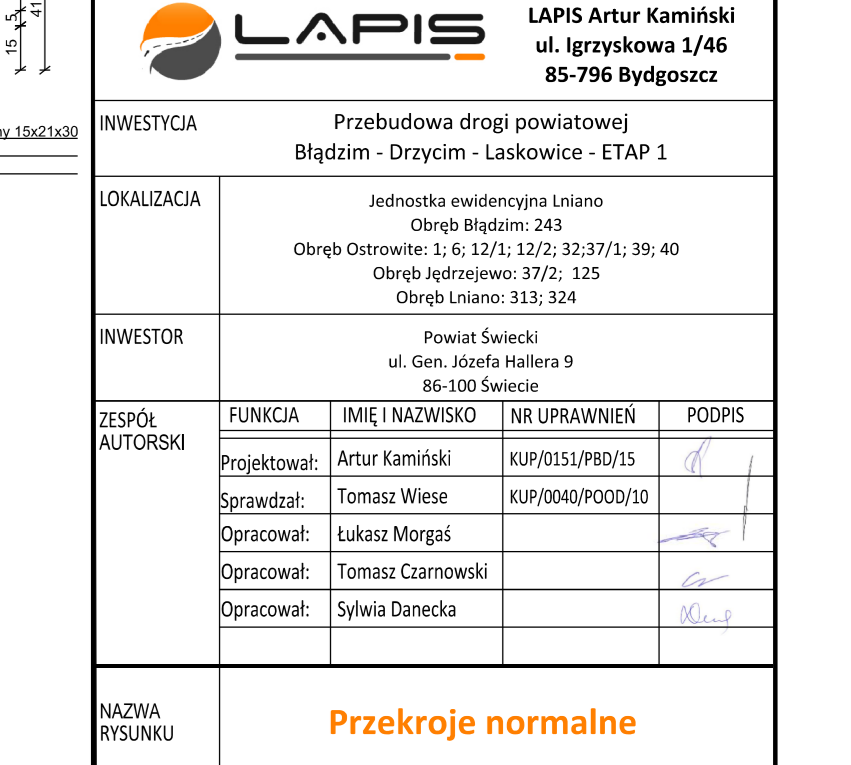 15 5 41
ny 15x21x30
LAPIS
LAPIS Artur Kamiński
ul. Igrzyskowa 1/46
85-796 Bydgoszcz
INWESTYCJA
Przebudowa drogi powiatowej
Błądzim - Drzycim - Laskowice - ETAP 1
LOKALIZACJA
Jednostka ewidencyjna Lniano
Obręb Błądzim: 243
Obręb Ostrowite: 1; 6; 12/1; 12/2; 32;37/1; 39; 40
Obręb Jędrzejewo: 37/2;  125
Obręb Lniano: 313; 324
INWESTOR
Powiat Świecki
ul. Gen. Józefa Hallera 9
86-100 Świecie
ZESPÓŁ
AUTORSKI
FUNKCJA IMIĘ I NAZWISKO NR UPRAWNIEŃ PODPIS
Projektował: Artur Kamiński KUP/0151/PBD/15
Sprawdzał: Tomasz Wiese KUP/0040/POOD/10
Opracował: Łukasz Morgaś
Opracował: Tomasz Czarnowski
Opracował: Sylwia Danecka
NAZWA
RYSUNKU
Przekroje normalne